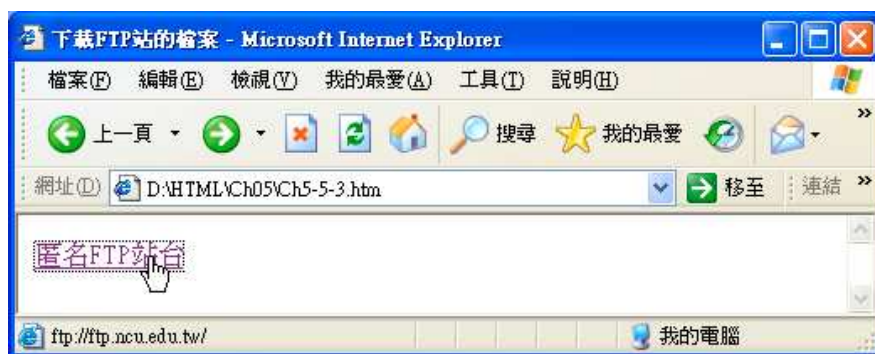 下載FTP站的檔案 - Microsoft Internet Explorer
檔案(F) 編輯(E) 檢視(V) 我的最愛(A) 工具(T) 說明(H)
上一頁 搜尋 我的最愛 »
網址(D) D:\HTML\Ch05\Ch5-5-3.htm 移至 連結 »
匿名FTP站台
ftp://ftp.ncu.edu.tw/ 我的電腦